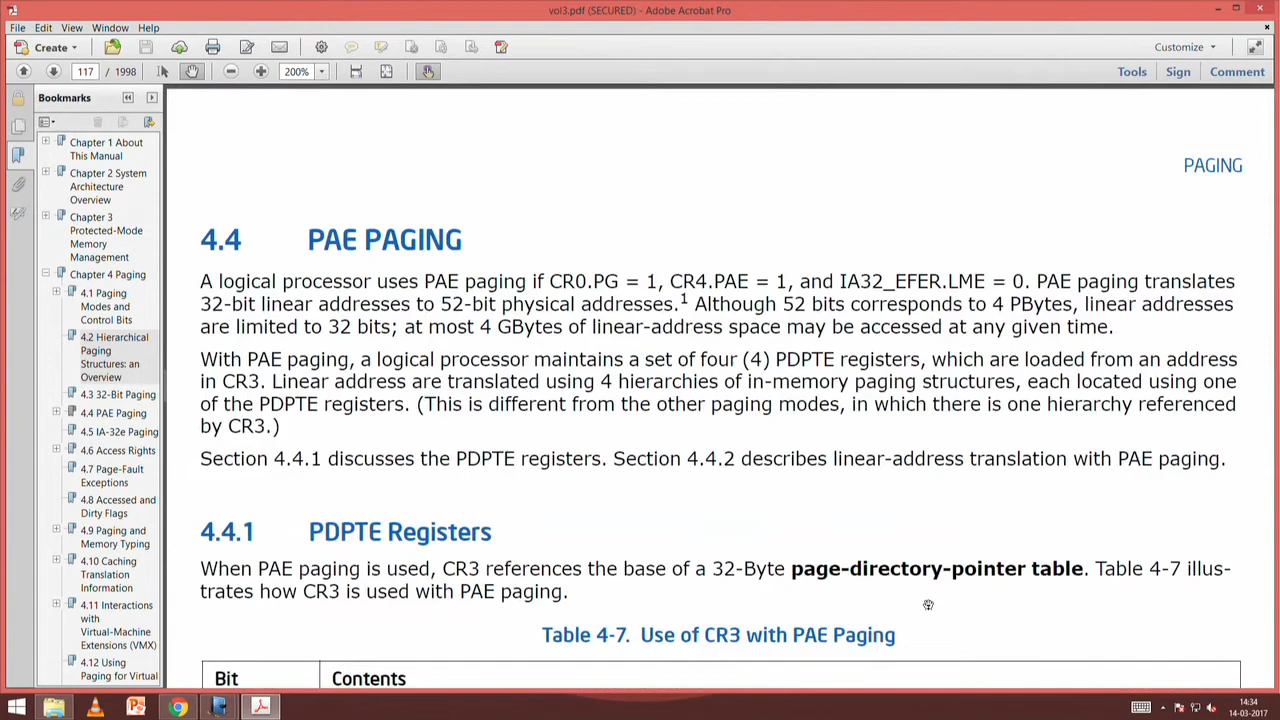 vol3.pdf (SECURED) - Adobe Acrobat Pro
File Edit View Window Help
Create Customize
117 / 1998 200% Tools Sign Comment
Bookmarks
Chapter 1 About
This Manual
Chapter 2 System
Architecture
Overview
Chapter 3
Protected-Mode
Memory
Management
Chapter 4 Paging
4.1 Paging
Modes and
Control Bits
4.2 Hierarchical
Paging
Structures: an
Overview
4.3 32-Bit Paging
4.4 PAE Paging
4.5 IA-32e Paging
4.6 Access Rights
4.7 Page-Fault
Exceptions
4.8 Accessed and
Dirty Flags
4.9 Paging and
Memory Typing
4.10 Caching
Translation
Information
4.11 Interactions
with
Virtual-Machine
Extensions (VMX)
4.12 Using
Paging for Virtual
PAGING
4.4 PAE PAGING
A logical processor uses PAE paging if CR0.PG = 1, CR4.PAE = 1, and IA32_EFER.LME = 0. PAE paging translates
32-bit linear addresses to 52-bit physical addresses.1 Although 52 bits corresponds to 4 PBytes, linear addresses
are limited to 32 bits; at most 4 GBytes of linear-address space may be accessed at any given time.
With PAE paging, a logical processor maintains a set of four (4) PDPTE registers, which are loaded from an address
in CR3. Linear address are translated using 4 hierarchies of in-memory paging structures, each located using one
of the PDPTE registers. (This is different from the other paging modes, in which there is one hierarchy referenced
by CR3.)
Section 4.4.1 discusses the PDPTE registers. Section 4.4.2 describes linear-address translation with PAE paging.
4.4.1 PDPTE Registers
When PAE paging is used, CR3 references the base of a 32-Byte page-directory-pointer table. Table 4-7 illus-
trates how CR3 is used with PAE paging.
Table 4-7. Use of CR3 with PAE Paging
Bit Contents
14:34
14-03-2017